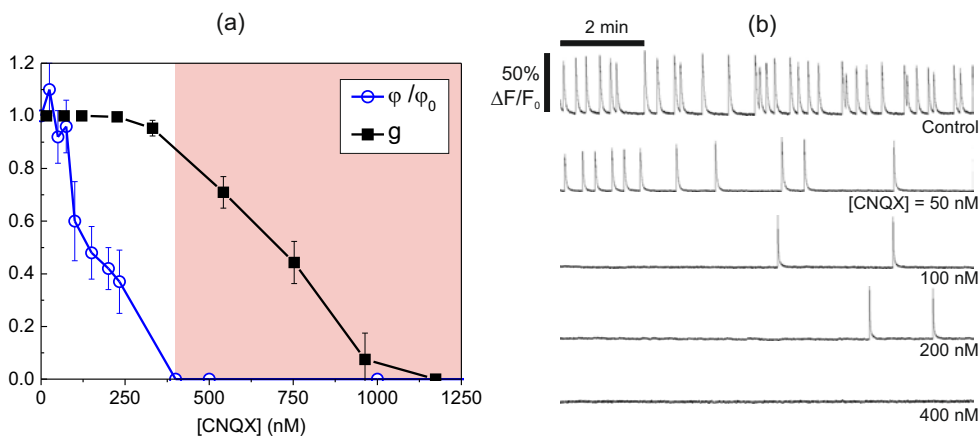 (a)
1.2
1.0
0.8
0.6
0.4
0.2
0.0
0 250 500 750 1000 1250
[CNQX] (nM)
φ /φ0
g
(b)
2 min
50%
ΔF/F0
Control
[CNQX] = 50 nM
100 nM
200 nM
400 nM